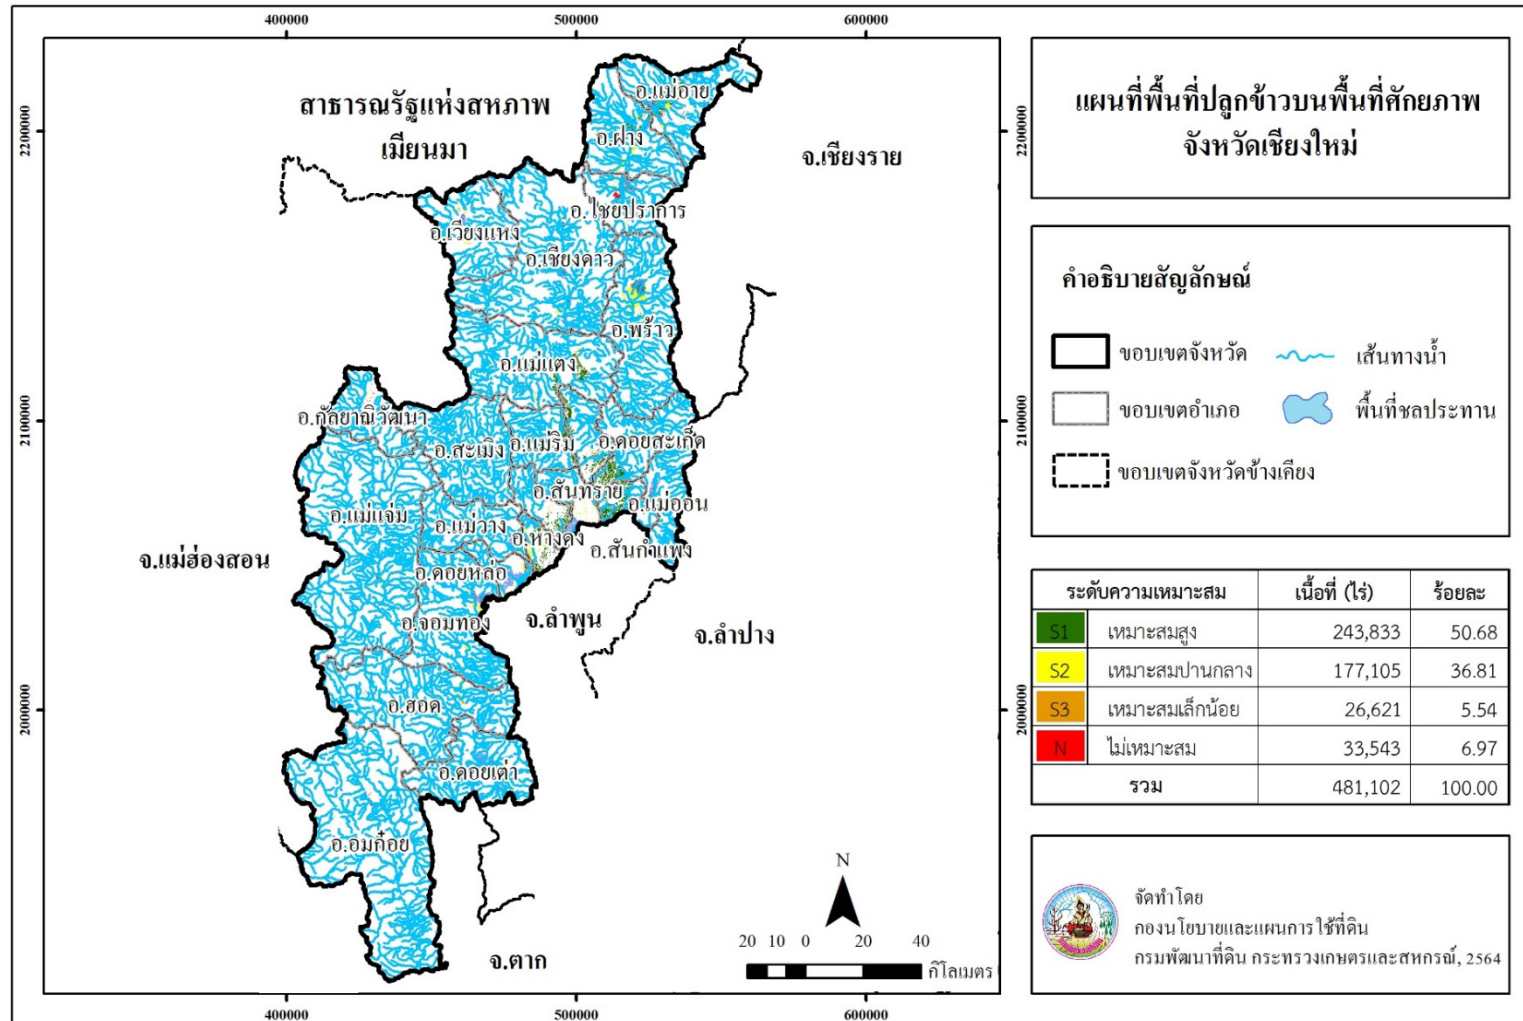 400000
500000
600000
2200000
2100000
2000000
สาธารณรัฐแห่งสหภาพ
เมียนมา
จ.เชียงราย
จ.แม่ฮ่องสอน
จ.ลำพูน
จ.ลำปาง
จ.ตาก
อ.แม่อาย
อ.ฝาง
อ.ไชยปราการ
อ.เวียงแหง
อ.เชียงดาว
อ.พร้าว
อ.แม่แตง
อ.กัลยาณิวัฒนา
อ.สะเมิง
อ.แม่ริม
อ.ดอยสะเก็ด
อ.สันทราย
อ.แม่ออน
อ.แม่แจ่ม
อ.แม่วาง
อ.หางดง
อ.สันกำแพง
อ.ดอยหล่อ
อ.จอมทอง
อ.ฮอด
อ.ดอยเต่า
อ.อมก๋อย
N
20 10 0 20 40
กิโลเมตร
2200000
2100000
2000000
400000
500000
600000
แผนที่พื้นที่ปลูกข้าวบนพื้นที่ศักยภาพ
จังหวัดเชียงใหม่
คำอธิบายสัญลักษณ์
ขอบเขตจังหวัด
เส้นทางน้ำ
ขอบเขตอำเภอ
พื้นที่ชลประทาน
ขอบเขตจังหวัดข้างเคียง
ระดับความเหมาะสม เนื้อที่ (ไร่) ร้อยละ
S1 เหมาะสมสูง 243,833 50.68
S2 เหมาะสมปานกลาง 177,105 36.81
S3 เหมาะสมเล็กน้อย 26,621 5.54
N ไม่เหมาะสม 33,543 6.97
รวม 481,102 100.00
จัดทำโดย
กองนโยบายและแผนการใช้ที่ดิน
กรมพัฒนาที่ดิน กระทรวงเกษตรและสหกรณ์, 2564